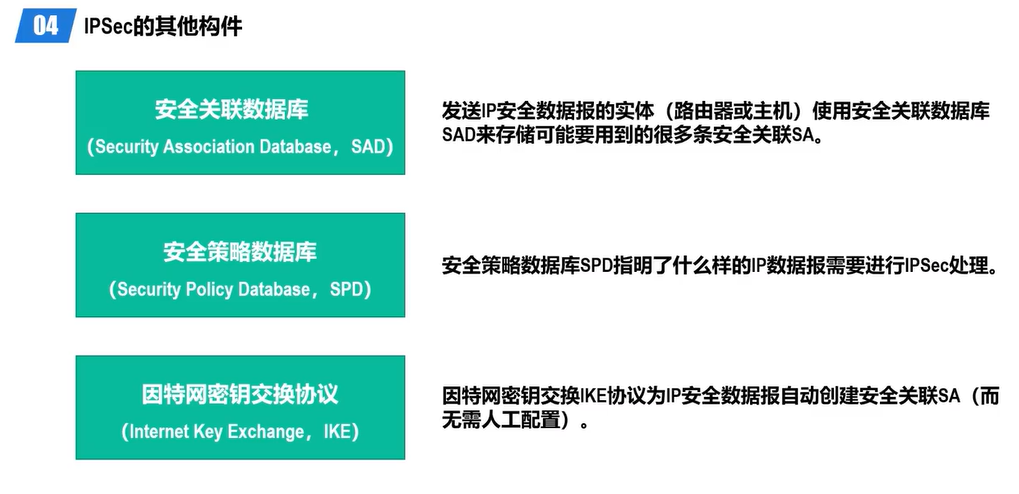 04 IPSec的其他构件
安全关联数据库
（Security Association Database，SAD）
发送IP安全数据报的实体（路由器或主机）使用安全关联数据库
SAD来存储可能要用到的很多条安全关联SA。
安全策略数据库
（Security Policy Database，SPD）
安全策略数据库SPD指明了什么样的IP数据报需要进行IPSec处理。
因特网密钥交换协议
（Internet Key Exchange，IKE）
因特网密钥交换IKE协议为IP安全数据报自动创建安全关联SA（而
无需人工配置）。